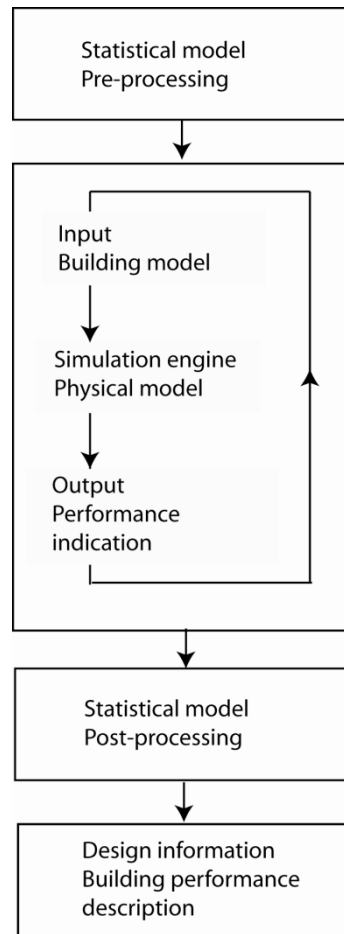 Statistical model
Pre-processing
Input
Building model
Simulation engine
Physical model
Output
Performance
indication
Statistical model
Post-processing
Design information
Building performance
description